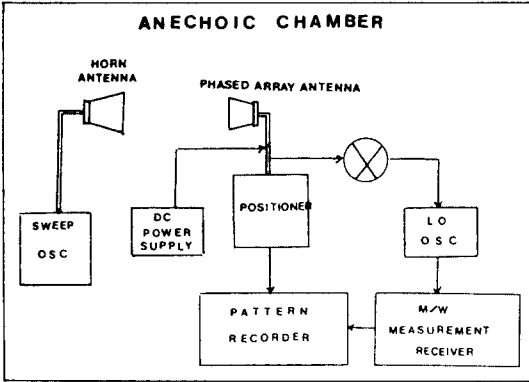 ANECHOIC CHAMBER
HORN
ANTENNA
PHASED ARRAY ANTENNA
SWEEP
OSC
DC
POWER
SUPPLY
POSITIONER
LO
OSC
PATTERN
RECORDER
M/W
MEASUREMENT
RECEIVER